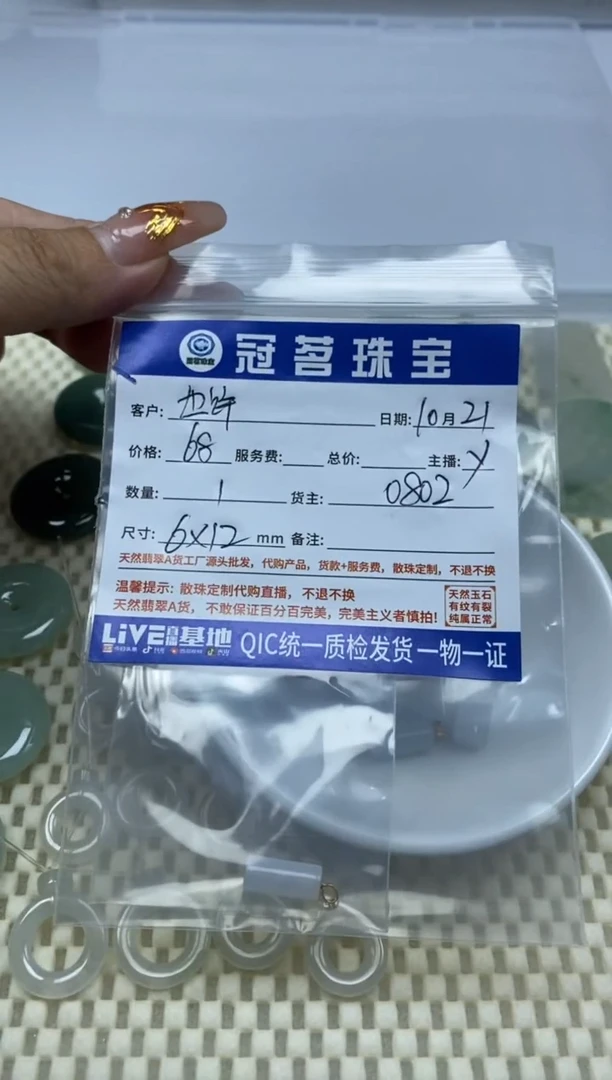 冠茗珠宝
客户: 日期: 10月21
价格: 68 服务费: 总价: 主播: y
数量: 1 货主: 0802
尺寸: 6X12 mm 备注:
天然翡翠A货工厂源头批发，代购产品，货款+服务费，散珠定制，不退不换
温馨提示: 散珠定制代购直播，不退不换
天然翡翠A货，不敢保证百分百完美，完美主义者慎拍!
天然玉石
有纹有裂
纯属正常
LiVE直播基地 QIC统一质检发货 一物一证